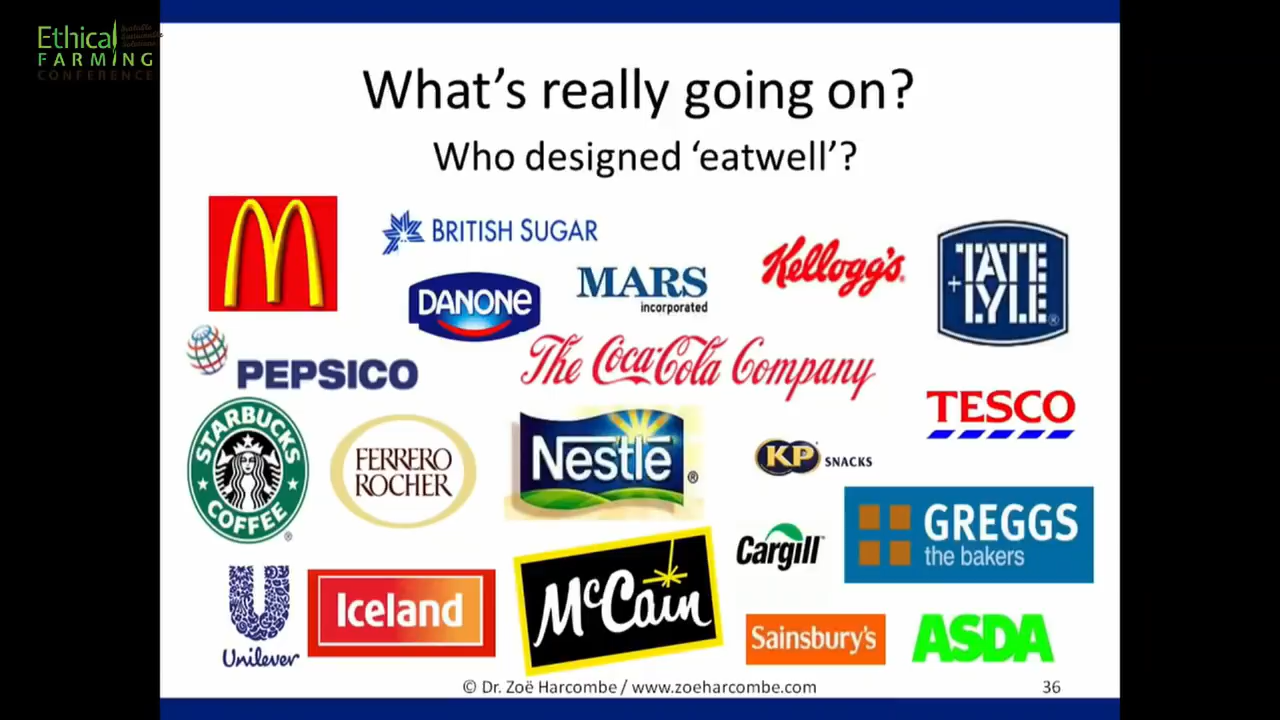 Ethical
FARMING
CONFERENCE
What's really going on?
Who designed 'eatwell'?
M
BRITISH SUGAR
DANONE
MARS
incorporated
Kellogg's
TATE
+LYLE®
PEPSICO
The Coca-Cola Company
TESCO
STARBUCKS
COFFEE
®
FERRERO
ROCHER
Nestlé®
KP SNACKS
Cargill™
GREGGS
the bakers
Unilever
Iceland
McCain
Sainsbury's
ASDA
© Dr. Zoë Harcombe / www.zoeharcombe.com
36